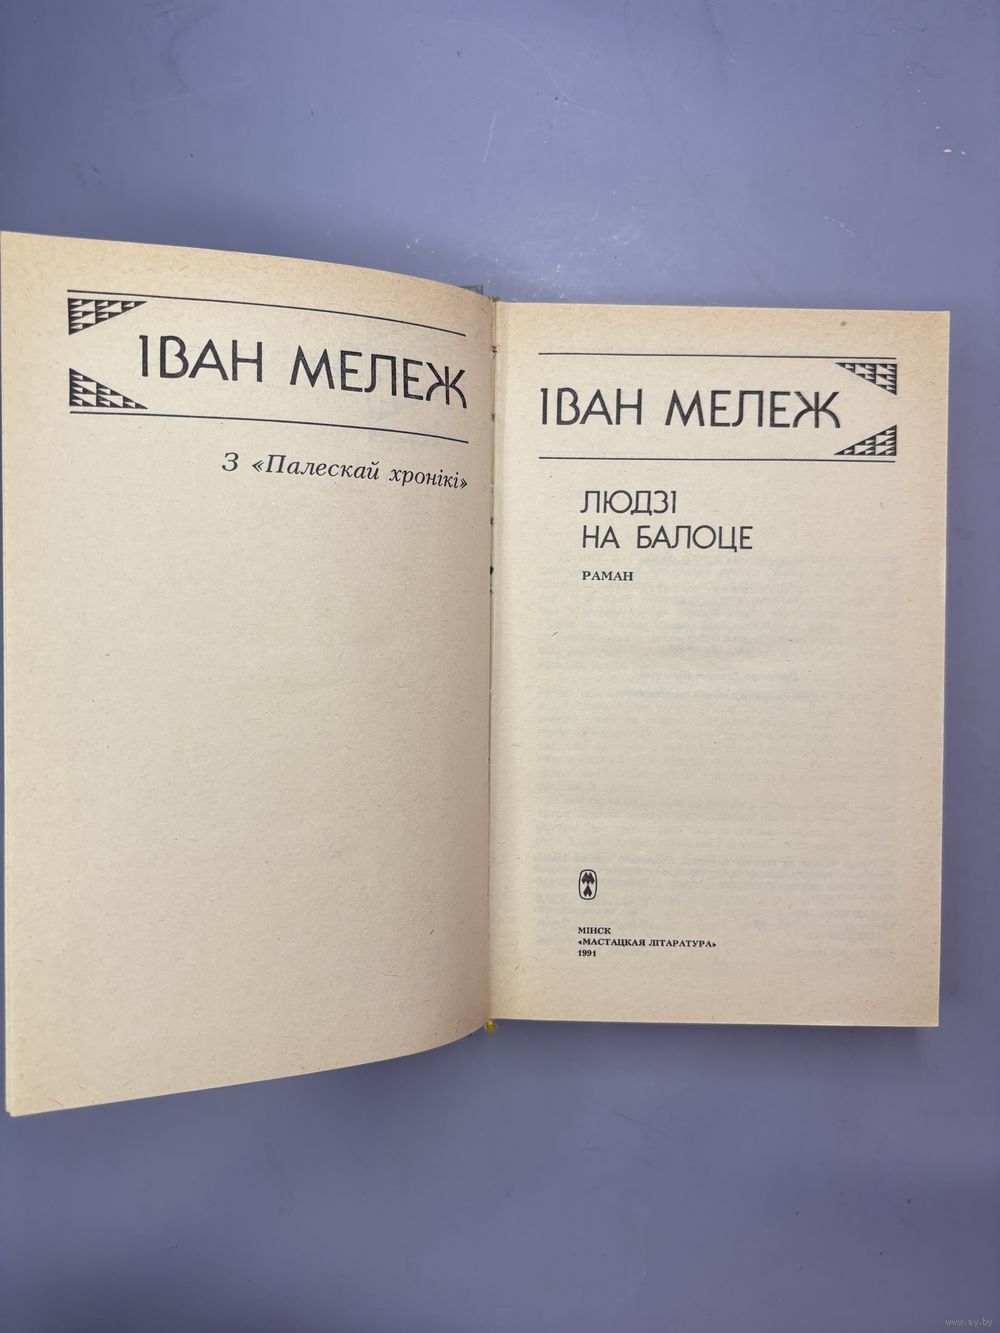 ІВАН МЕЛЕЖ
З «Палескай хронікі»
ІВАН МЕЛЕЖ
ЛЮДЗІ
НА БАЛОЦЕ
РАМАН
МІНСК
«МАСТАЦКАЯ ЛІТАРАТУРА»
1991
www.ay.by